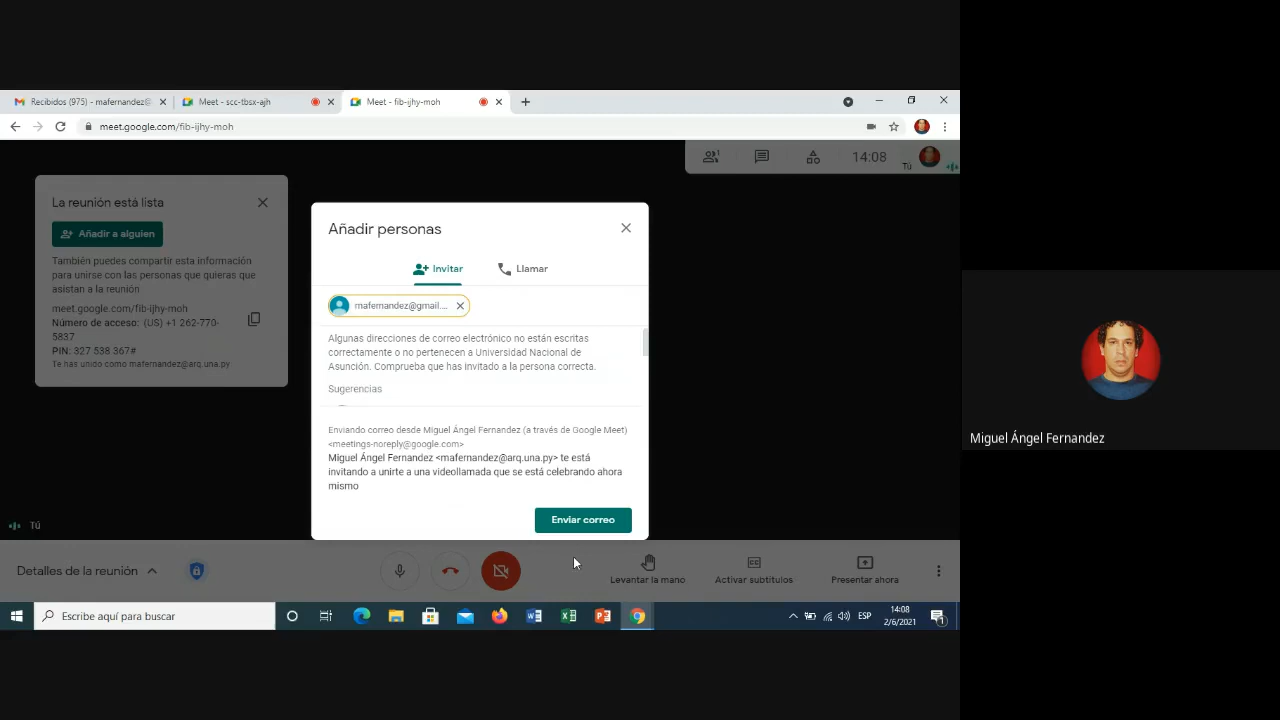 Recibidos (975) - mafernandez@
Meet - scc-tbsx-ajh
Meet - fib-ijhy-moh
meet.google.com/fib-ijhy-moh
14:08
Tú
La reunión está lista
Añadir a alguien
También puedes compartir esta información
para unirse con las personas que quieras que
asistan a la reunión
meet.google.com/fib-ijhy-moh
Número de acceso: (US) +1 262-770-
5837
PIN: 327 538 367#
Te has unido como mafernandez@arq.una.py
Añadir personas
Invitar
Llamar
mafernandez@gmail....
Algunas direcciones de correo electrónico no están escritas
correctamente o no pertenecen a Universidad Nacional de
Asunción. Comprueba que has invitado a la persona correcta.
Sugerencias
Enviando correo desde Miguel Ángel Fernandez (a través de Google Meet)
<meetings-noreply@google.com>
Miguel Ángel Fernandez <mafernandez@arq.una.py> te está
invitando a unirte a una videollamada que se está celebrando ahora
mismo
Enviar correo
Tú
Miguel Ángel Fernandez
Detalles de la reunión
Levantar la mano
Activar subtítulos
Presentar ahora
Escribe aquí para buscar
ESP
14:08
2/6/2021
1